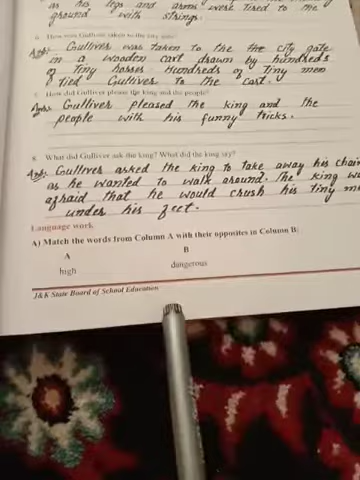 as his legs and arms were tired to the
ground with strings.
6. How was Gulliver taken to the city gate?
Ans: Gulliver was taken to the the city gate
in a wooden cart drawn by hundreds
of Tiny horses. Hundreds of Tiny men
tied Gulliver to the cart.
7. How did Gulliver please the king and the people?
Ans: Gulliver pleased the king and the
people with his funny tricks.
8. What did Gulliver ask the king? What did the king say?
Ans: Gulliver asked the king to take away his chain
as he wanted to walk around. The king
afraid that he would crush his tiny
under his feet.
Language work
A) Match the words from Column A with their opposites in Column B:
A B
high dangerous
J&K State Board of School Education